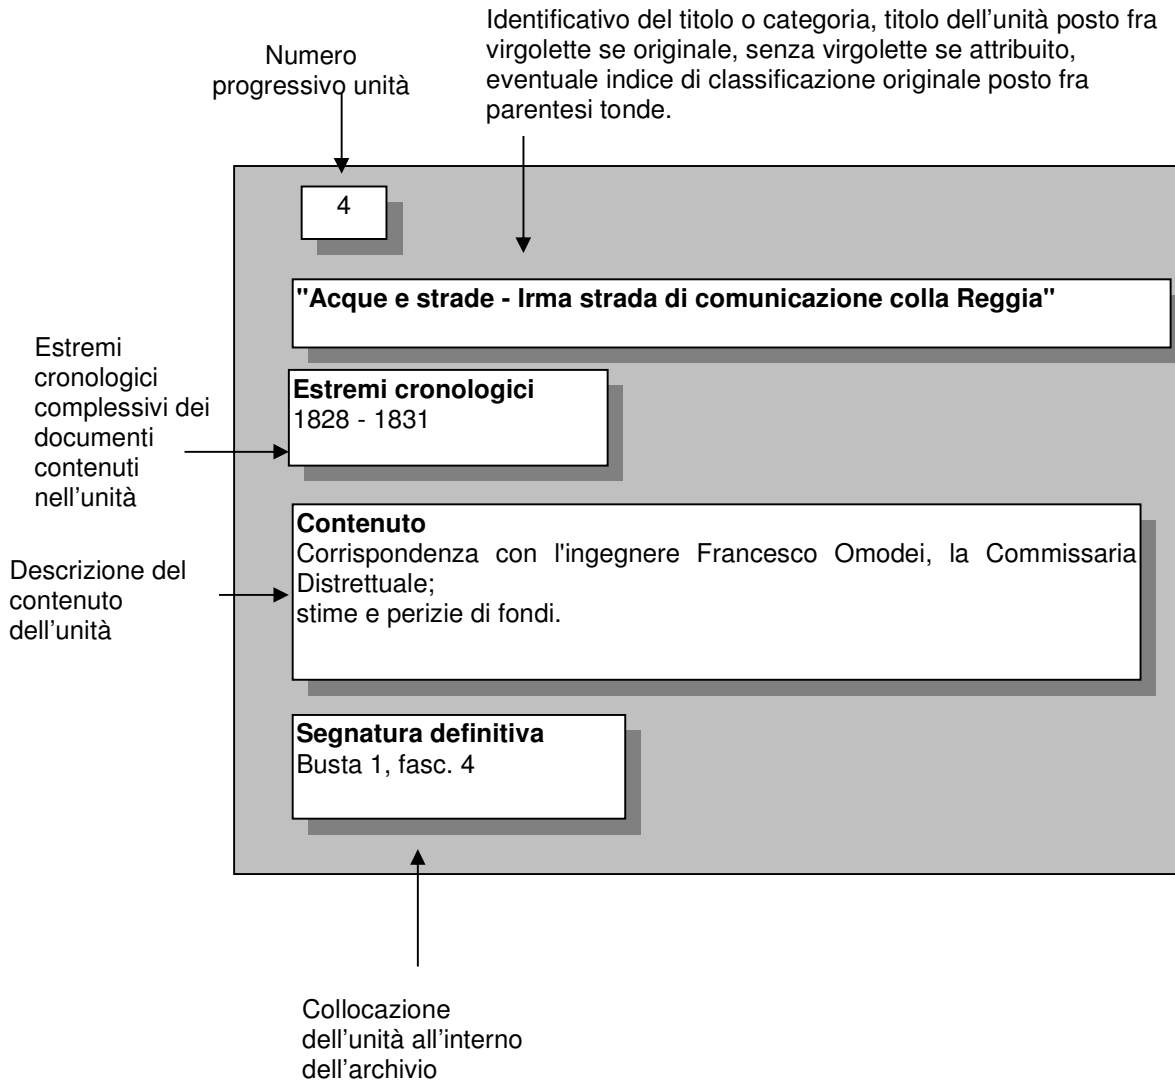 Identificativo del titolo o categoria, titolo dell'unità posto fra
virgolette se originale, senza virgolette se attribuito,
eventuale indice di classificazione originale posto fra
parentesi tonde.
Numero
progressivo unità
4
"Acque e strade - Irma strada di comunicazione colla Reggia"
Estremi
cronologici
complessivi dei
documenti
contenuti
nell'unità
Estremi cronologici
1828 - 1831
Contenuto
Corrispondenza con l'ingegnere Francesco Omodei, la Commissaria
Distrettuale;
stime e perizie di fondi.
Descrizione del
contenuto
dell'unità
Segnatura definitiva
Busta 1, fasc. 4
Collocazione
dell'unità all'interno
dell'archivio